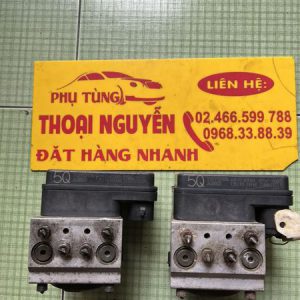 LIÊN HỆ:
PHỤ TÙNG
02.466.599.788
THOẠI NGUYỄN
0968.33.88.39
ĐẶT HÀNG NHANH
5Q
5Q